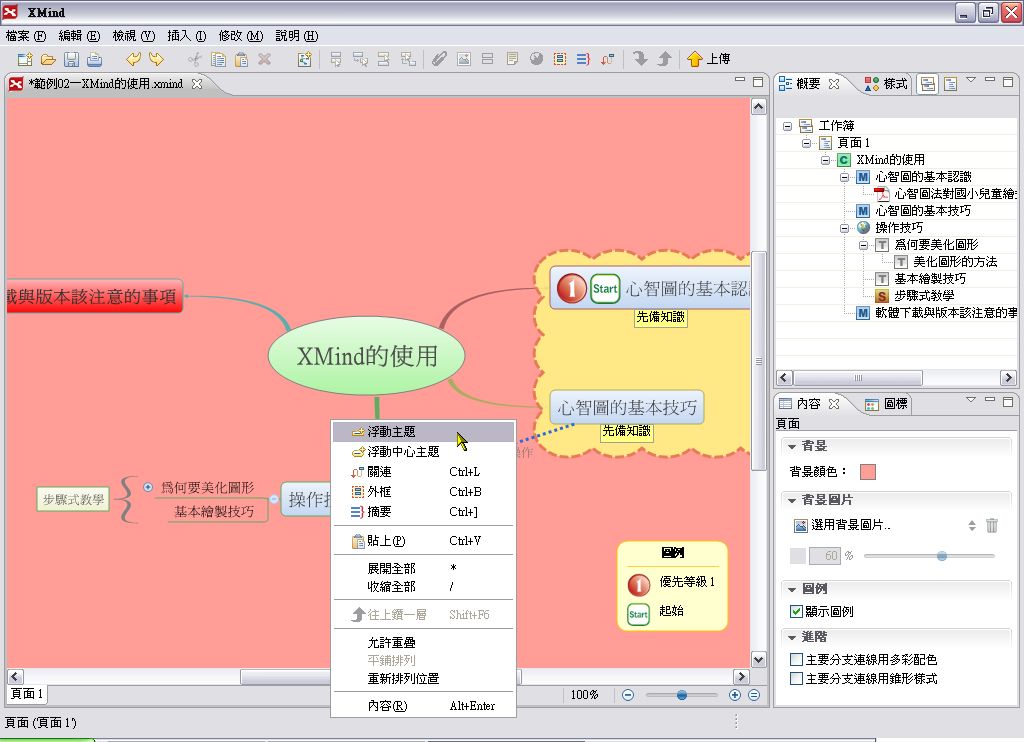 XMind
檔案 (F) 編輯 (E) 檢視 (V) 插入 (I) 修改 (M) 說明 (H)
上傳
*範例02一XMind的使用.xmind
載與版本該注意的事項
XMind的使用
1 Start 心智圖的基本認
先備知識
心智圖的基本技巧
先備知識
操作
步驟式教學
為何要美化圖形
基本繪製技巧
操作技
圖例
1 優先等級 1
Start 起始
浮動主題
浮動中心主題
關連 Ctrl+L
外框 Ctrl+B
摘要 Ctrl+]
貼上(P) Ctrl+V
展開全部 *
收縮全部 /
往上鑽一層 Shift+F6
允許重疊
平鋪排列
重新排列位置
內容(R) Alt+Enter
頁面 1
100%
頁面 ('頁面 1')
概要 樣式
工作簿
頁面 1
C XMind的使用
M 心智圖的基本認識
心智圖法對國小兒童繪
M 心智圖的基本技巧
操作技巧
T 為何要美化圖形
T 美化圖形的方法
T 基本繪製技巧
S 步驟式教學
M 軟體下載與版本該注意的事
內容 圖標
頁面
背景
背景顏色：
背景圖片
選用背景圖片..
60 %
圖例
顯示圖例
進階
主要分支連線用多彩配色
主要分支連線用錐形樣式